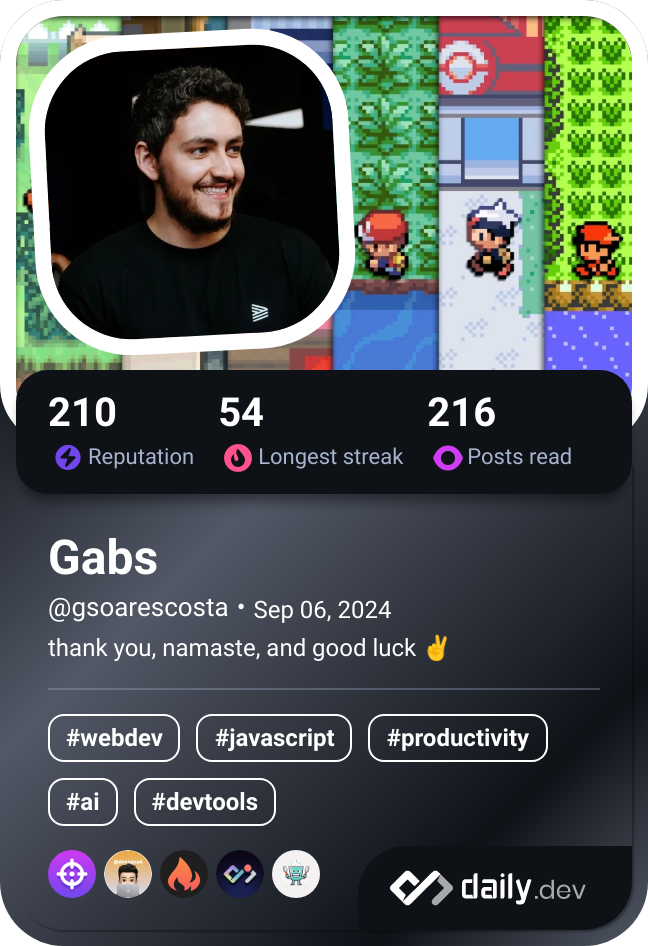 210 54 216
Reputation Longest streak Posts read
Gabs
@gsoarescosta • Sep 06, 2024
thank you, namaste, and good luck ✌️
#webdev #javascript #productivity
#ai #devtools
daily.dev